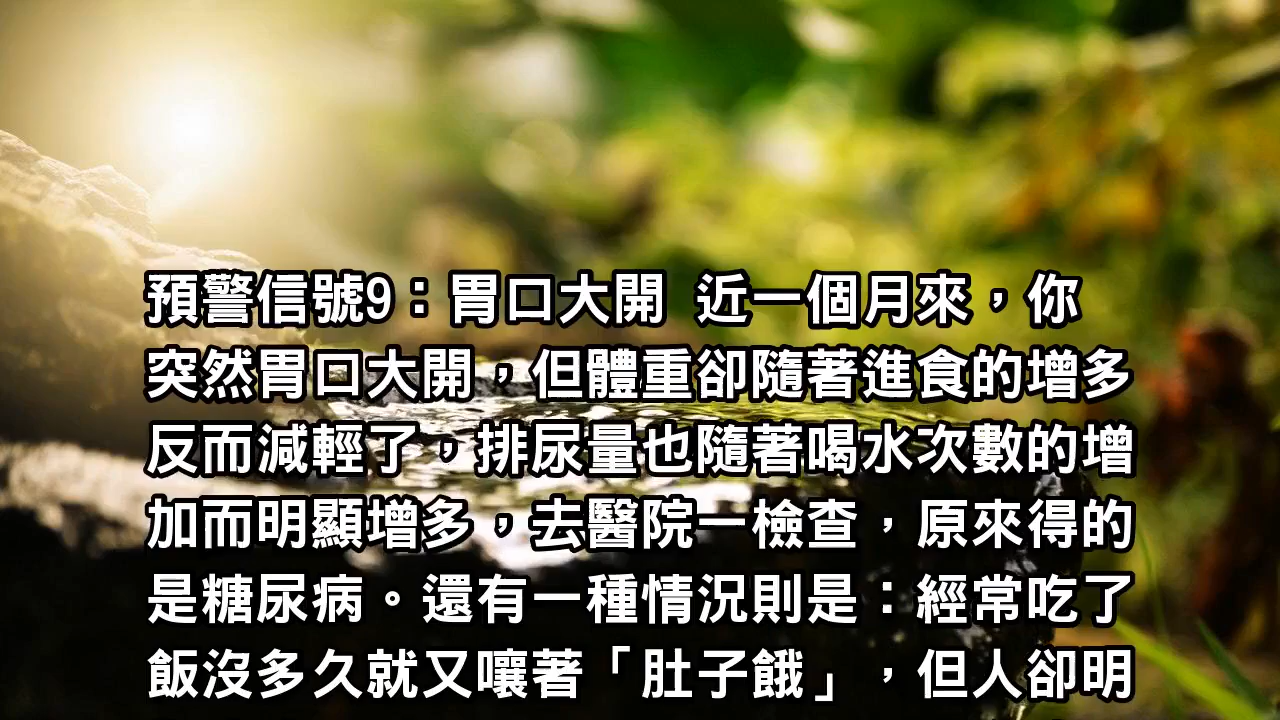 預警信號9：胃口大開 近一個月來，你
突然胃口大開，但體重卻隨著進食的增多
反而減輕了，排尿量也隨著喝水次數的增
加而明顯增多，去醫院一檢查，原來得的
是糖尿病。還有一種情況則是：經常吃了
飯沒多久就又嚷著「肚子餓」，但人卻明